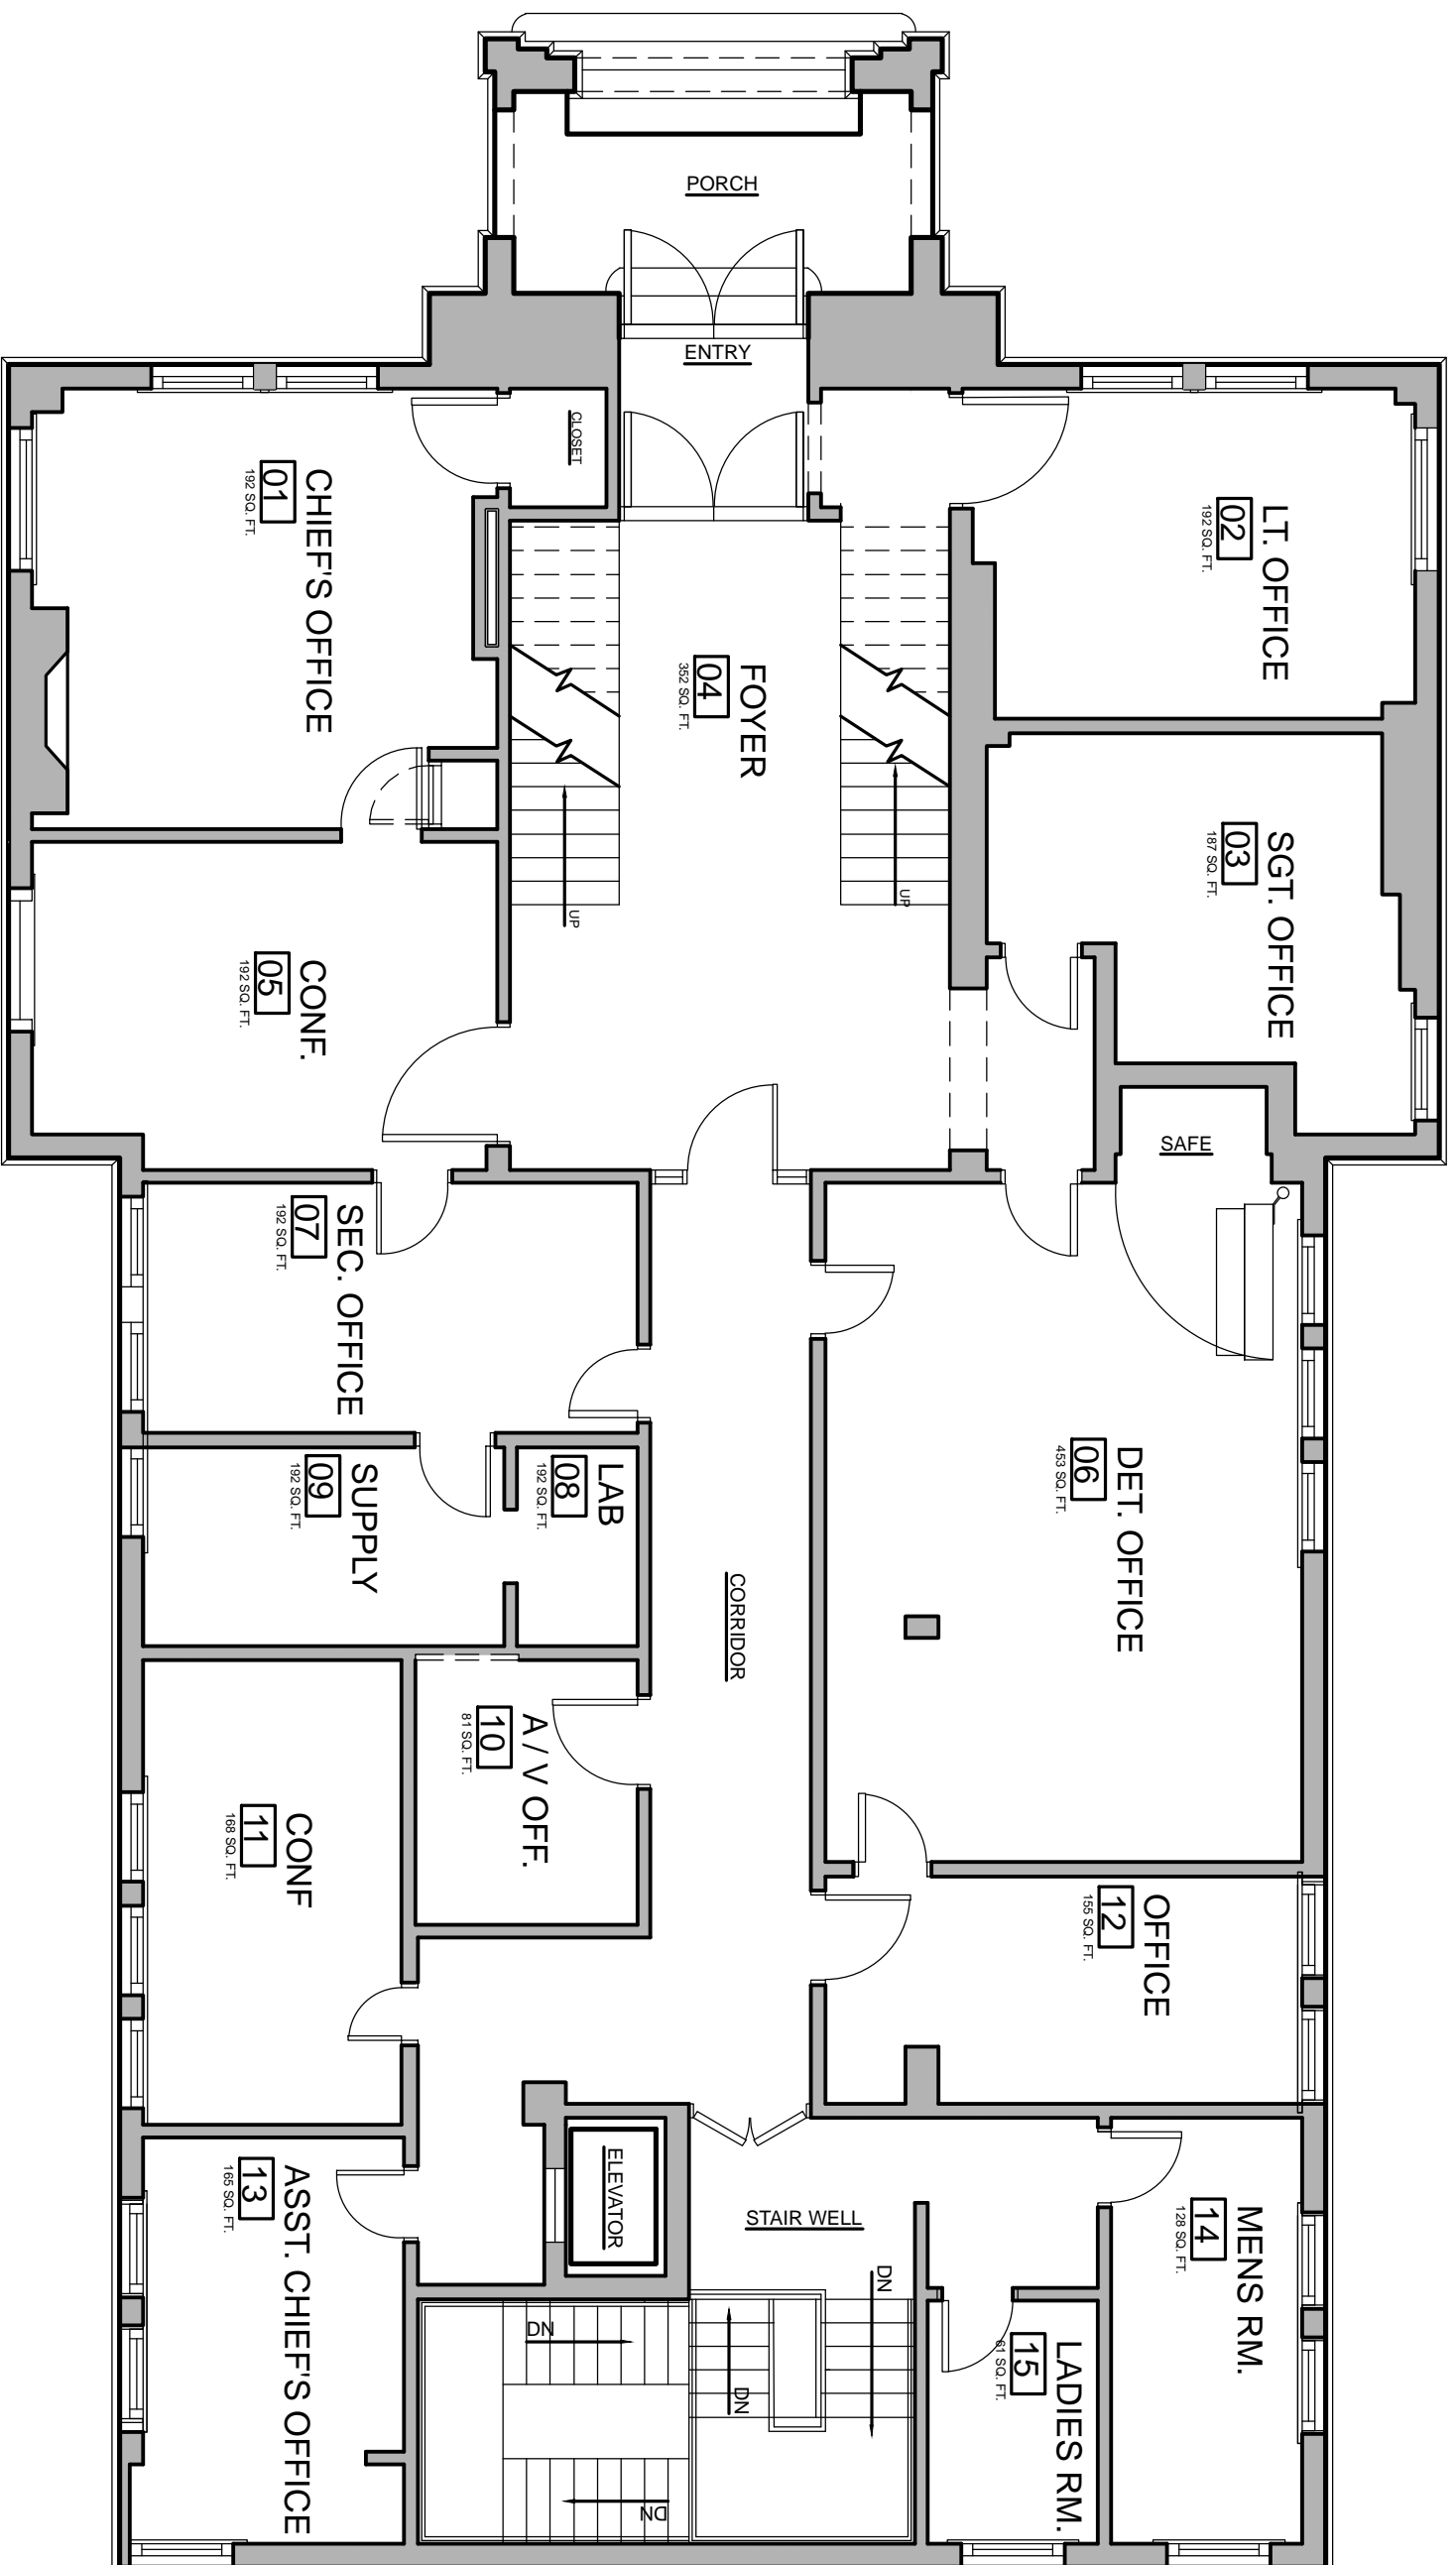 PORCH
ENTRY
CLOSET
CHIEF'S OFFICE
01
192 SQ. FT.
LT. OFFICE
02
192 SQ. FT.
FOYER
04
352 SQ. FT.
SGT. OFFICE
03
187 SQ. FT.
UP
UP
CONF.
05
192 SQ. FT.
SAFE
SEC. OFFICE
07
192 SQ. FT.
DET. OFFICE
06
453 SQ. FT.
LAB
08
192 SQ. FT.
SUPPLY
09
192 SQ. FT.
CORRIDOR
A / V OFF.
10
81 SQ. FT.
CONF
11
168 SQ. FT.
OFFICE
12
155 SQ. FT.
ELEVATOR
STAIR WELL
ASST. CHIEF'S OFFICE
13
165 SQ. FT.
MENS RM.
14
128 SQ. FT.
LADIES RM.
15
61 SQ. FT.
DN
DN
DN
DN